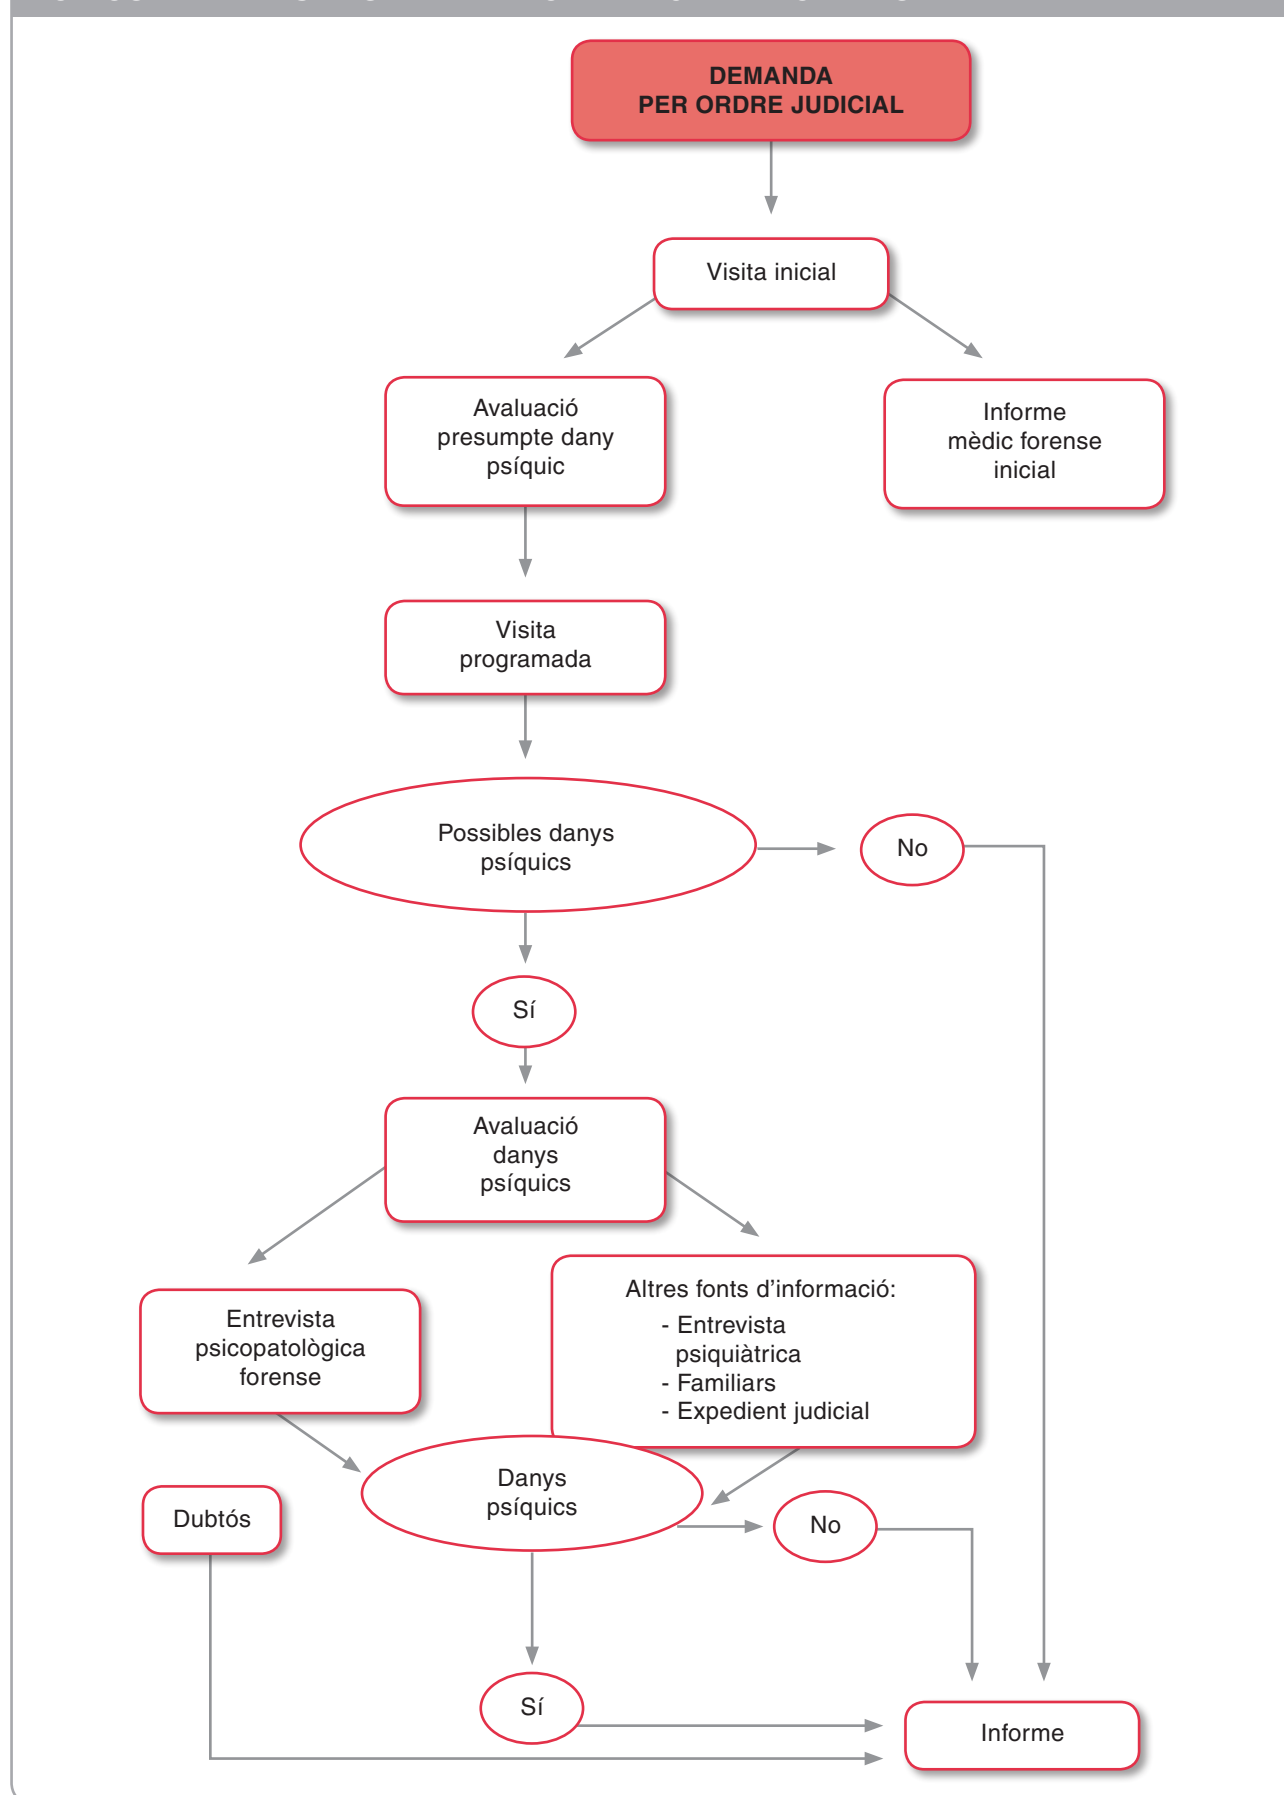 DEMANDA
PER ORDRE JUDICIAL
Visita inicial
Avaluació
presumpte dany
psíquic
Informe
mèdic forense
inicial
Visita
programada
Possibles danys
psíquics
No
Sí
Avaluació
danys
psíquics
Entrevista
psicopatològica
forense
Altres fonts d’informació:
- Entrevista
psiquiàtrica
- Familiars
- Expedient judicial
Danys
psíquics
Dubtós
No
Sí
Informe